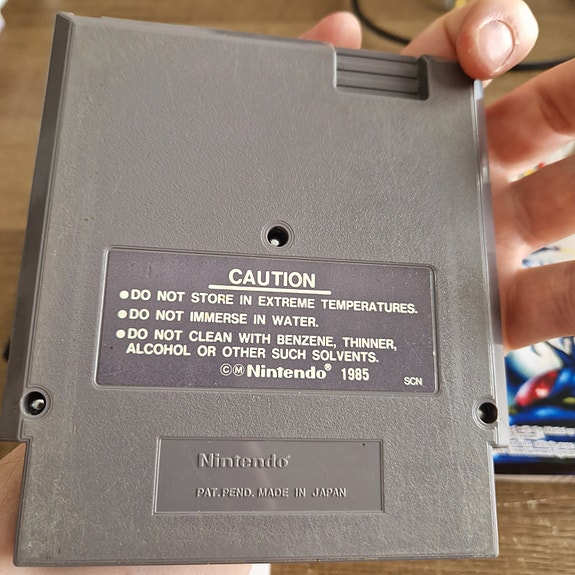 CAUTION
●DO NOT STORE IN EXTREME TEMPERATURES.
●DO NOT IMMERSE IN WATER.
●DO NOT CLEAN WITH BENZENE, THINNER,
ALCOHOL OR OTHER SUCH SOLVENTS.
©Ⓜ Nintendo® 1985 SCN
Nintendo®
PAT. PEND. MADE IN JAPAN